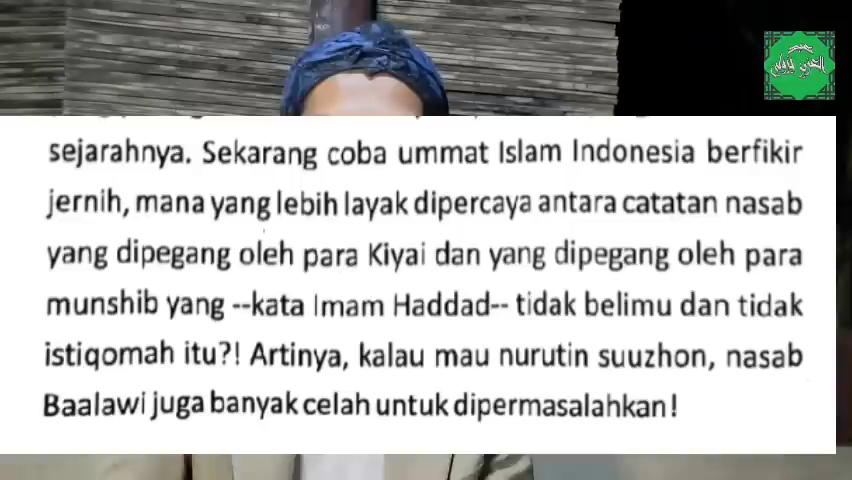 sejarahnya. Sekarang coba ummat Islam Indonesia berfikir
jernih, mana yang lebih layak dipercaya antara catatan nasab
yang dipegang oleh para Kiyai dan yang dipegang oleh para
munshib yang --kata Imam Haddad-- tidak belimu dan tidak
istiqomah itu?! Artinya, kalau mau nurutin suuzhon, nasab
Baalawi juga banyak celah untuk dipermasalahkan!